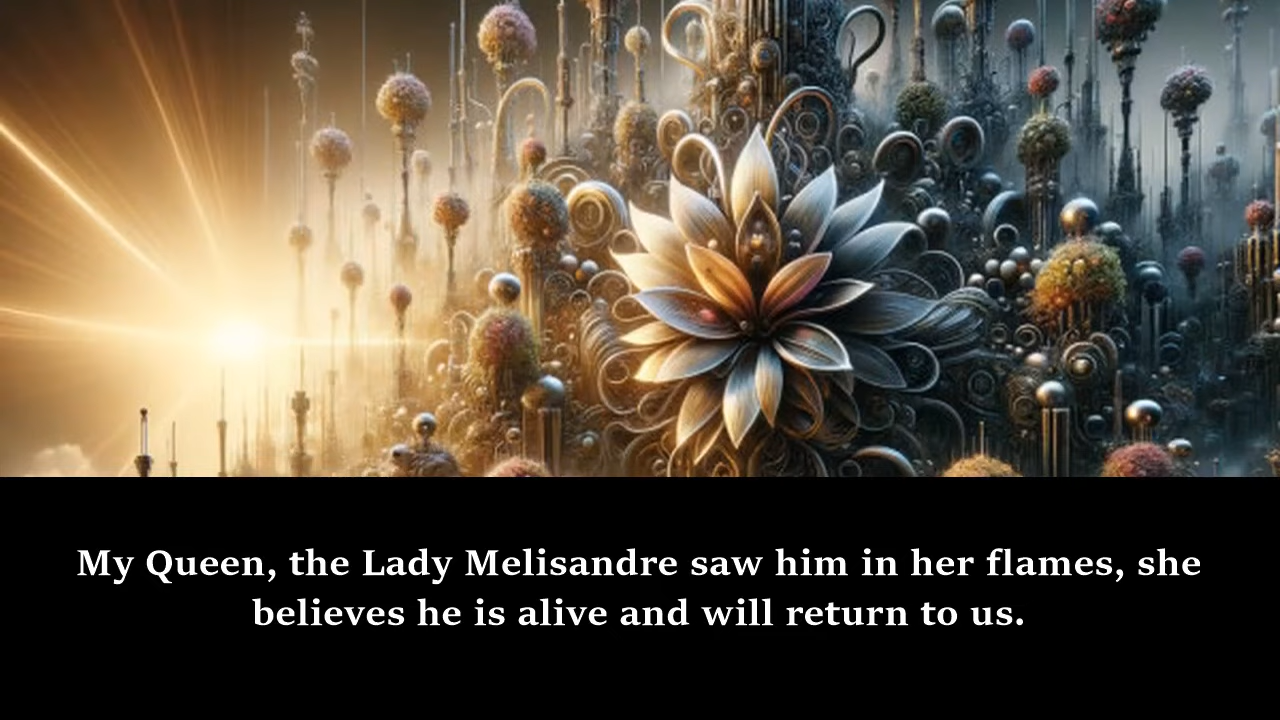 My Queen, the Lady Melisandre saw him in her flames, she
believes he is alive and will return to us.